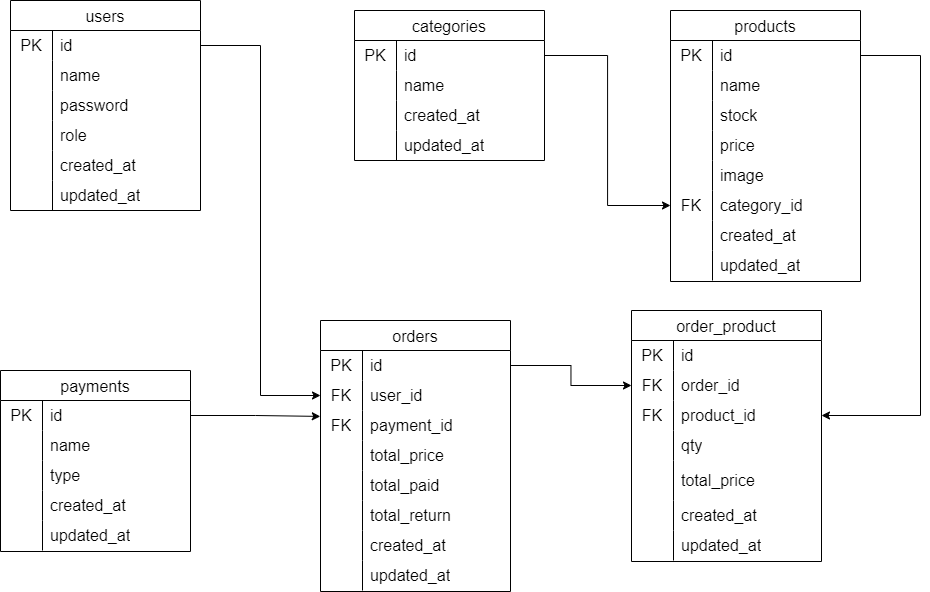 users
PK id
name
password
role
created_at
updated_at
categories
PK id
name
created_at
updated_at
products
PK id
name
stock
price
image
FK category_id
created_at
updated_at
payments
PK id
name
type
created_at
updated_at
orders
PK id
FK user_id
FK payment_id
total_price
total_paid
total_return
created_at
updated_at
order_product
PK id
FK order_id
FK product_id
qty
total_price
created_at
updated_at